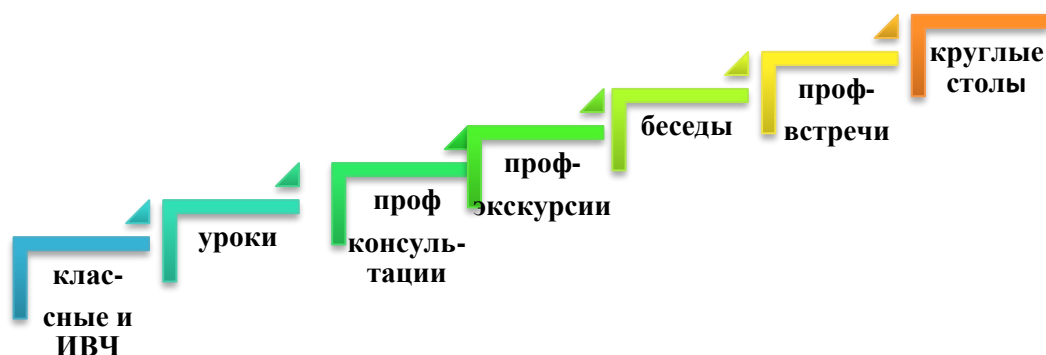 клас-
сные и
ИВЧ
уроки
проф
консуль-
тации
проф-
экскурсии
беседы
проф-
встречи
круглые
столы